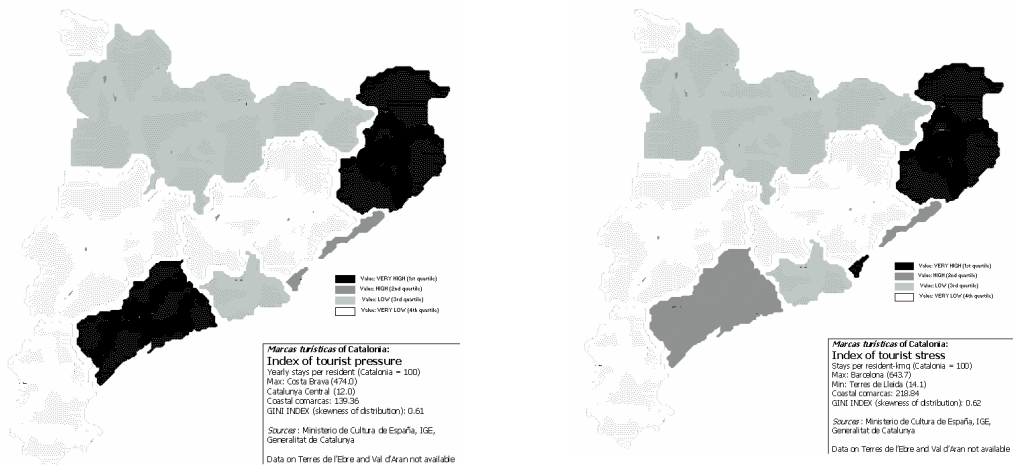 Value: VERY HIGH (1st quartile)
Value: HIGH (2nd quartile)
Value: LOW (3rd quartile)
Value: VERY LOW (4th quartile)
Marcas turísticas of Catalonia:
Index of tourist pressure
Yearly stays per resident (Catalonia = 100)
Max: Costa Brava (474.0)
Catalunya Central (12.0)
Coastal comarcas: 139.36
GINI INDEX (skewness of distribution): 0.61
Sources: Ministerio de Cultura de España, IGE,
Generalitat de Catalunya
Data on Terres de l'Ebre and Val d'Aran not available
Value: VERY HIGH (1st quartile)
Value: HIGH (2nd quartile)
Value: LOW (3rd quartile)
Value: VERY LOW (4th quartile)
Marcas turísticas of Catalonia:
Index of tourist stress
Stays per resident-kmq (Catalonia = 100)
Max: Barcelona (643.7)
Min: Terres de Lleida (14.1)
Coastal comarcas: 218.84
GINI INDEX (skewness of distribution): 0.62
Sources: Ministerio de Cultura de España, IGE,
Generalitat de Catalunya
Data on Terres de l'Ebre and Val d'Aran not available